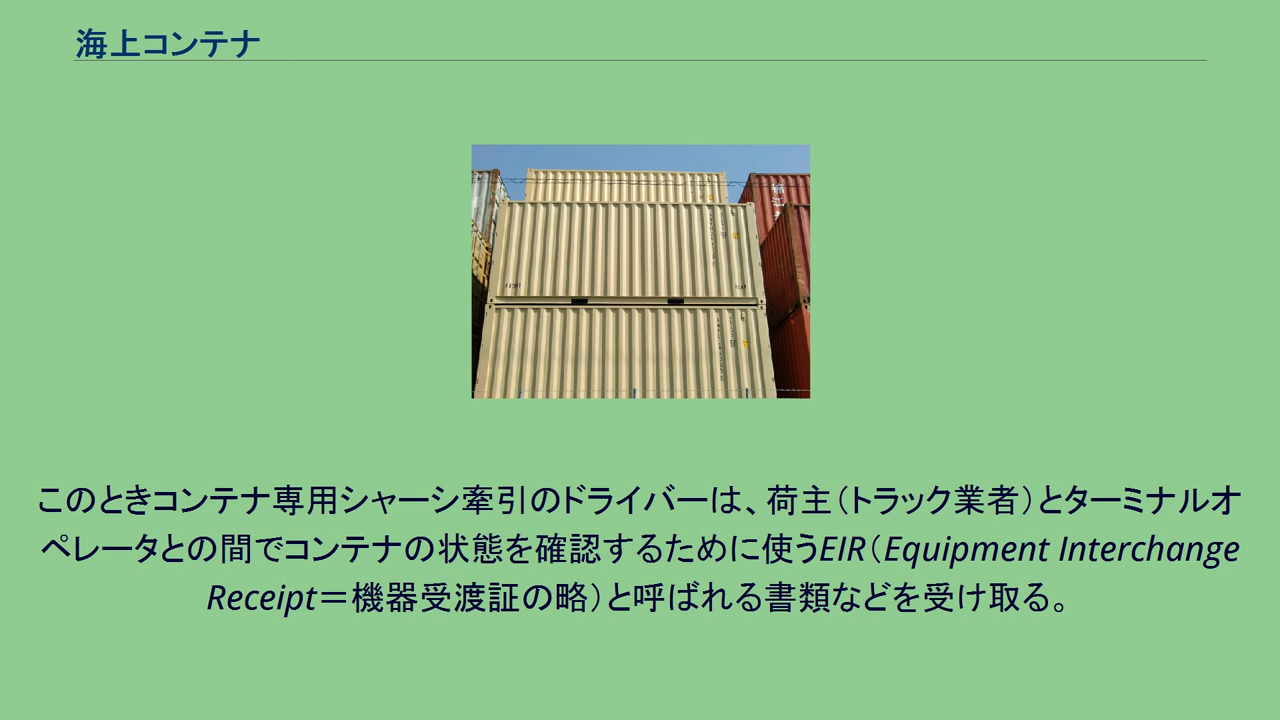 海上コンテナ
このときコンテナ専用シャーシ牽引のドライバーは、荷主（トラック業者）とターミナルオ
ペレータとの間でコンテナの状態を確認するために使うEIR（Equipment Interchange
Receipt＝機器受渡証の略）と呼ばれる書類などを受け取る。